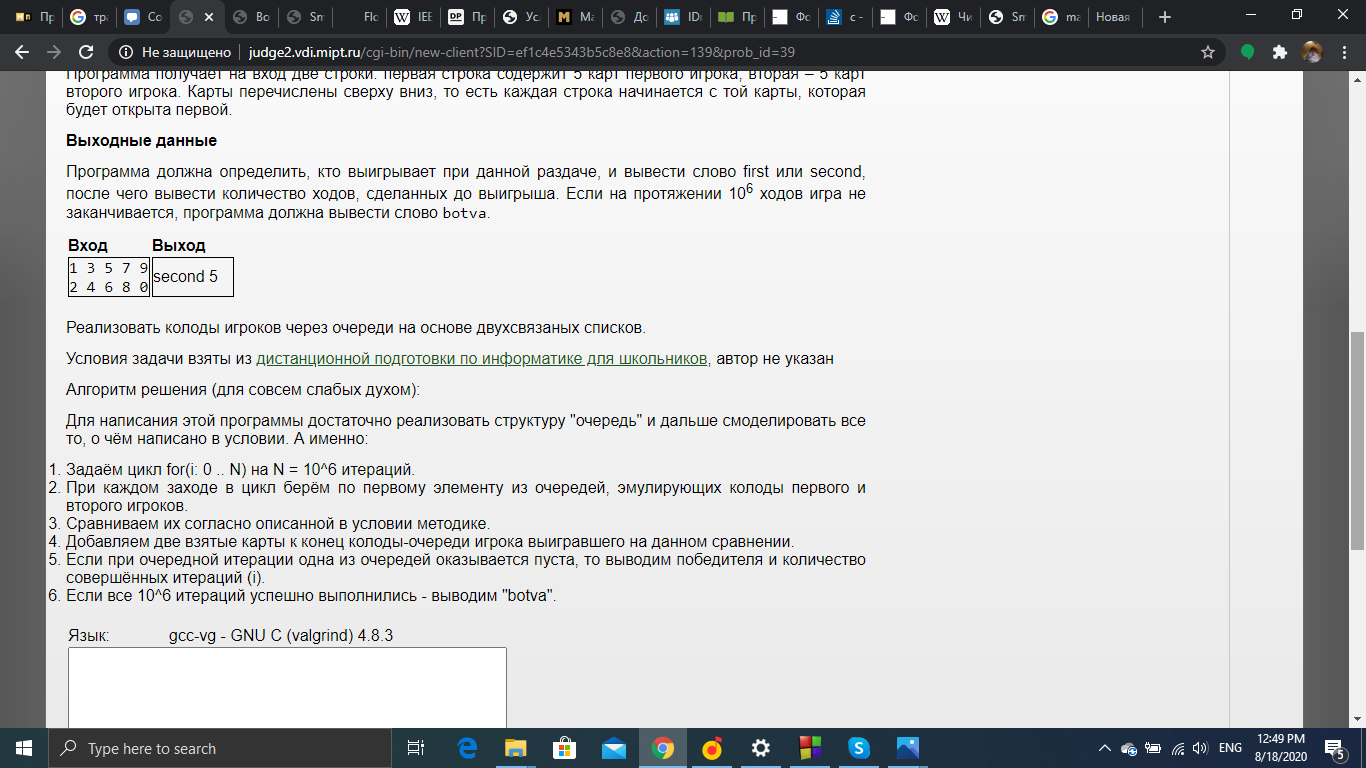 Пр
тра
Co
Во
Sm
Flo
IEE
DP Пр
Усл
M Ма
До
IDн
Пр
Фо
с –
Фо
Чи
Sm
ma
Новая
Не защищено | judge2.vdi.mipt.ru/cgi-bin/new-client?SID=ef1c4e5343b5c8e8&action=139&prob_id=39
Программа получает на вход две строки: первая строка содержит 5 карт первого игрока, вторая – 5 карт
второго игрока. Карты перечислены сверху вниз, то есть каждая строка начинается с той карты, которая
будет открыта первой.
Выходные данные
Программа должна определить, кто выигрывает при данной раздаче, и вывести слово first или second,
после чего вывести количество ходов, сделанных до выигрыша. Если на протяжении 10^6 ходов игра не
заканчивается, программа должна вывести слово botva.
Вход Выход
1 3 5 7 9
2 4 6 8 0
second 5
Реализовать колоды игроков через очереди на основе двухсвязаных списков.
Условия задачи взяты из дистанционной подготовки по информатике для школьников, автор не указан
Алгоритм решения (для совсем слабых духом):
Для написания этой программы достаточно реализовать структуру "очередь" и дальше смоделировать все
то, о чём написано в условии. А именно:
1. Задаём цикл for(i: 0 .. N) на N = 10^6 итераций.
2. При каждом заходе в цикл берём по первому элементу из очередей, эмулирующих колоды первого и
второго игроков.
3. Сравниваем их согласно описанной в условии методике.
4. Добавляем две взятые карты к конец колоды-очереди игрока выигравшего на данном сравнении.
5. Если при очередной итерации одна из очередей оказывается пуста, то выводим победителя и количество
совершённых итераций (i).
6. Если все 10^6 итераций успешно выполнились - выводим "botva".
Язык: gcc-vg - GNU C (valgrind) 4.8.3
Type here to search
ENG
12:49 PM
8/18/2020
5